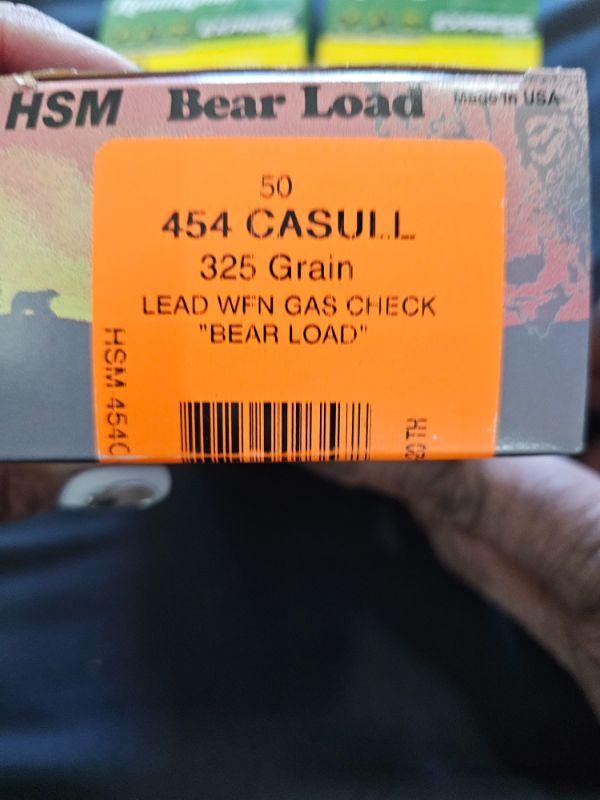 Remington
HSM Bear Load Made in USA
50
454 CASULL
325 Grain
LEAD WFN GAS CHECK
"BEAR LOAD"
HSM 454C